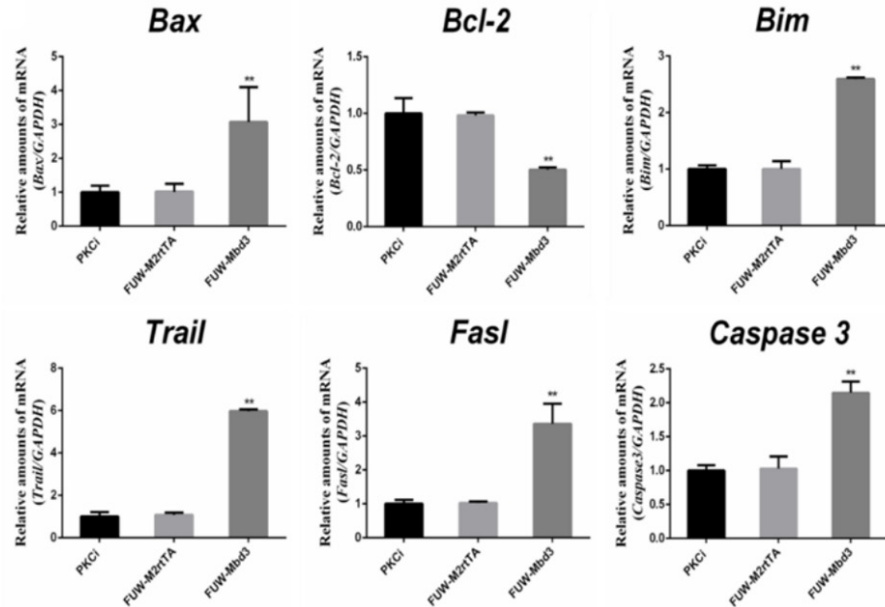 Bax
Relative amounts of mRNA
(Bax/GAPDH)
5
4
3
2
1
0
**
PKCi
FUW-M2rtTA
FUW-Mbd3
Bcl-2
Relative amounts of mRNA
(Bcl-2/GAPDH)
1.5
1.0
0.5
0.0
**
PKCi
FUW-M2rtTA
FUW-Mbd3
Bim
Relative amounts of mRNA
(Bim/GAPDH)
3
2
1
0
**
PKCi
FUW-M2rtTA
FUW-Mbd3
Trail
Relative amounts of mRNA
(Trail/GAPDH)
8
6
4
2
0
**
PKCi
FUW-M2rtTA
FUW-Mbd3
Fasl
Relative amounts of mRNA
(Fasl/GAPDH)
5
4
3
2
1
0
**
PKCi
FUW-M2rtTA
FUW-Mbd3
Caspase 3
Relative amounts of mRNA
(Caspase3/GAPDH)
2.5
2.0
1.5
1.0
0.5
0.0
**
PKCi
FUW-M2rtTA
FUW-Mbd3